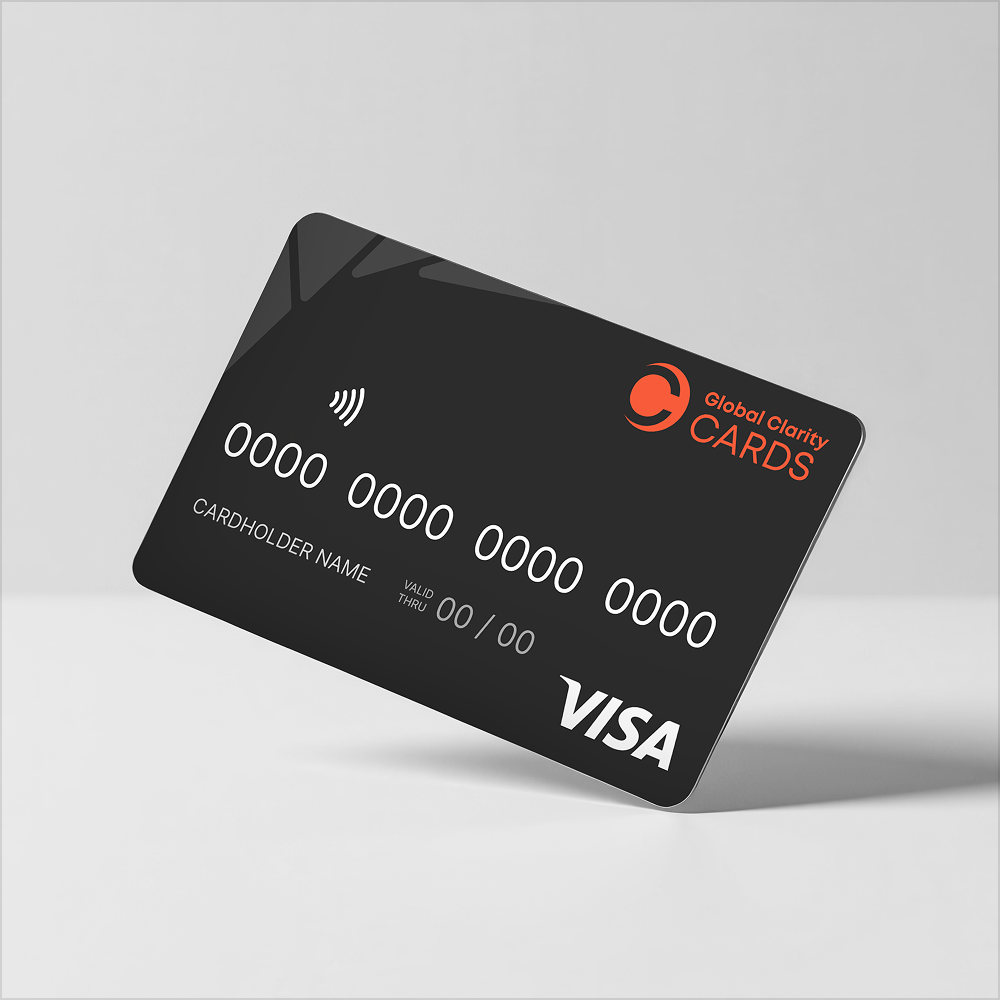 Global Clarity
CARDS
0000 0000 0000 0000
CARDHOLDER NAME
VALID
THRU 00 / 00
VISA